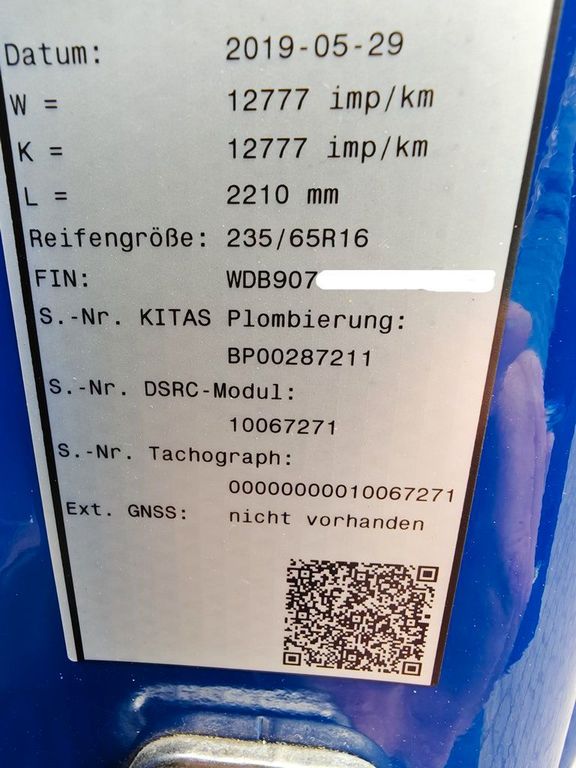 Datum: 2019-05-29
W = 12777 imp/km
K = 12777 imp/km
L = 2210 mm
Reifengröße: 235/65R16
FIN: WDB907
S.-Nr. KITAS Plombierung:
BP00287211
S.-Nr. DSRC-Modul:
10067271
S.-Nr. Tachograph:
00000000010067271
Ext. GNSS: nicht vorhanden